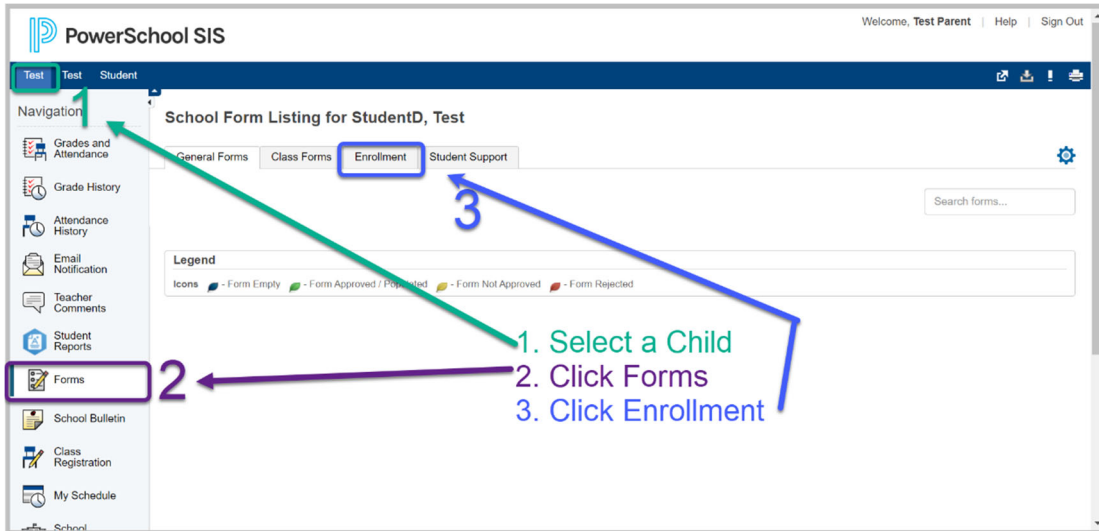 PowerSchool SIS
Welcome, Test Parent | Help | Sign Out
Test Test Student
Navigation
1
School Form Listing for StudentD, Test
Grades and
Attendance
General Forms Class Forms Enrollment Student Support
3
Grade History
Search forms...
Attendance
History
Email
Notification
Legend
Icons - Form Empty - Form Approved / Populated - Form Not Approved - Form Rejected
Teacher
Comments
Student
Reports
1. Select a Child
Forms
2
2. Click Forms
3. Click Enrollment
School Bulletin
Class
Registration
My Schedule
School